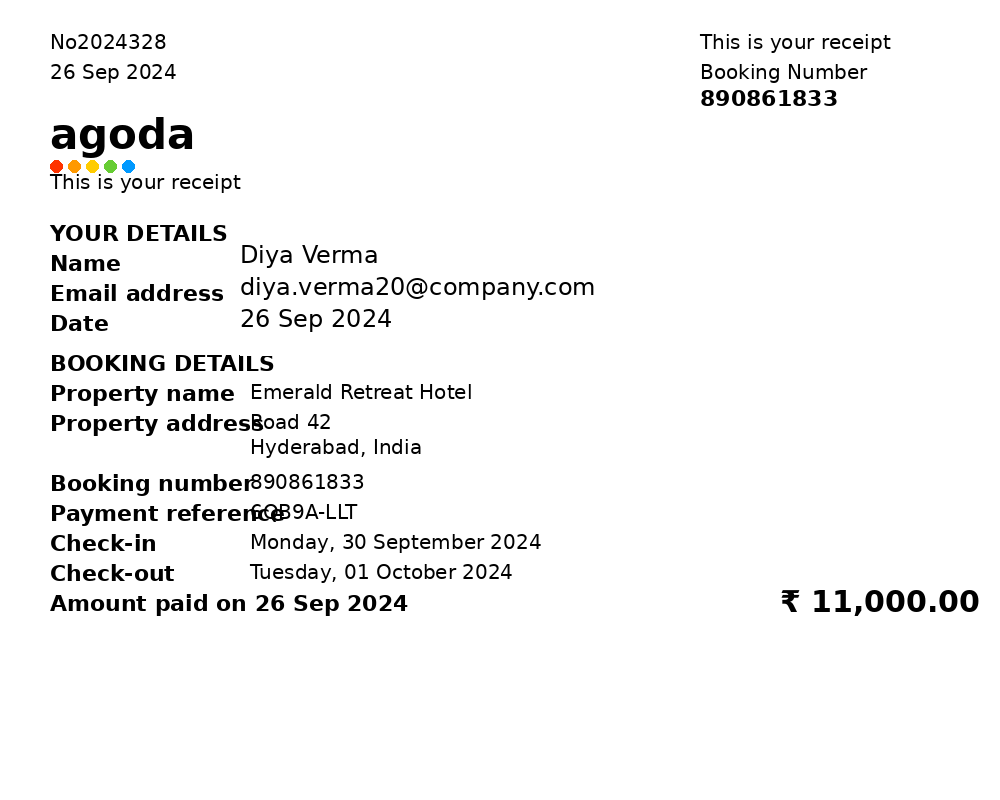 No2024328
26 Sep 2024
This is your receipt
Booking Number
890861833
agoda
This is your receipt
YOUR DETAILS
Name Diya Verma
Email address diya.verma20@company.com
Date 26 Sep 2024
BOOKING DETAILS
Property name Emerald Retreat Hotel
Property address Road 42
Hyderabad, India
Booking number 890861833
Payment reference
Check-in Monday, 30 September 2024
Check-out Tuesday, 01 October 2024
Amount paid on 26 Sep 2024 ₹ 11,000.00